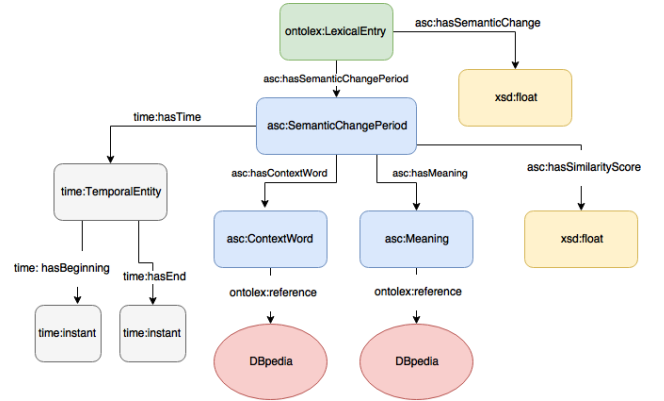 ontolex:LexicalEntry
asc:hasSemanticChange
asc:hasSemanticChangePeriod
xsd:float
asc:SemanticChangePeriod
time:hasTime
asc:hasContextWord
asc:hasMeaning
asc:hasSimilarityScore
time:TemporalEntity
asc:ContextWord
asc:Meaning
xsd:float
time: hasBeginning
time:hasEnd
ontolex:reference
ontolex:reference
time:instant
time:instant
DBpedia
DBpedia